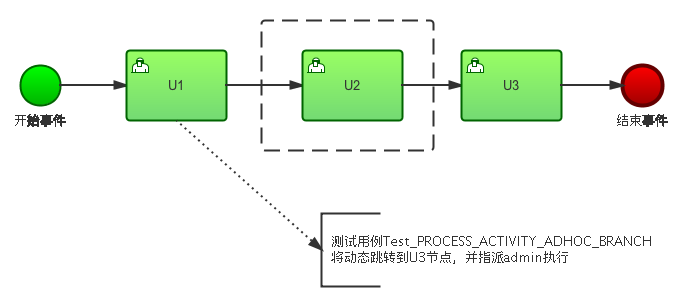 U1
U2
U3
开始事件
结束事件
测试用例Test_PROCESS_ACTIVITY_ADHOC_BRANCH
将动态跳转到U3节点，并指派admin执行